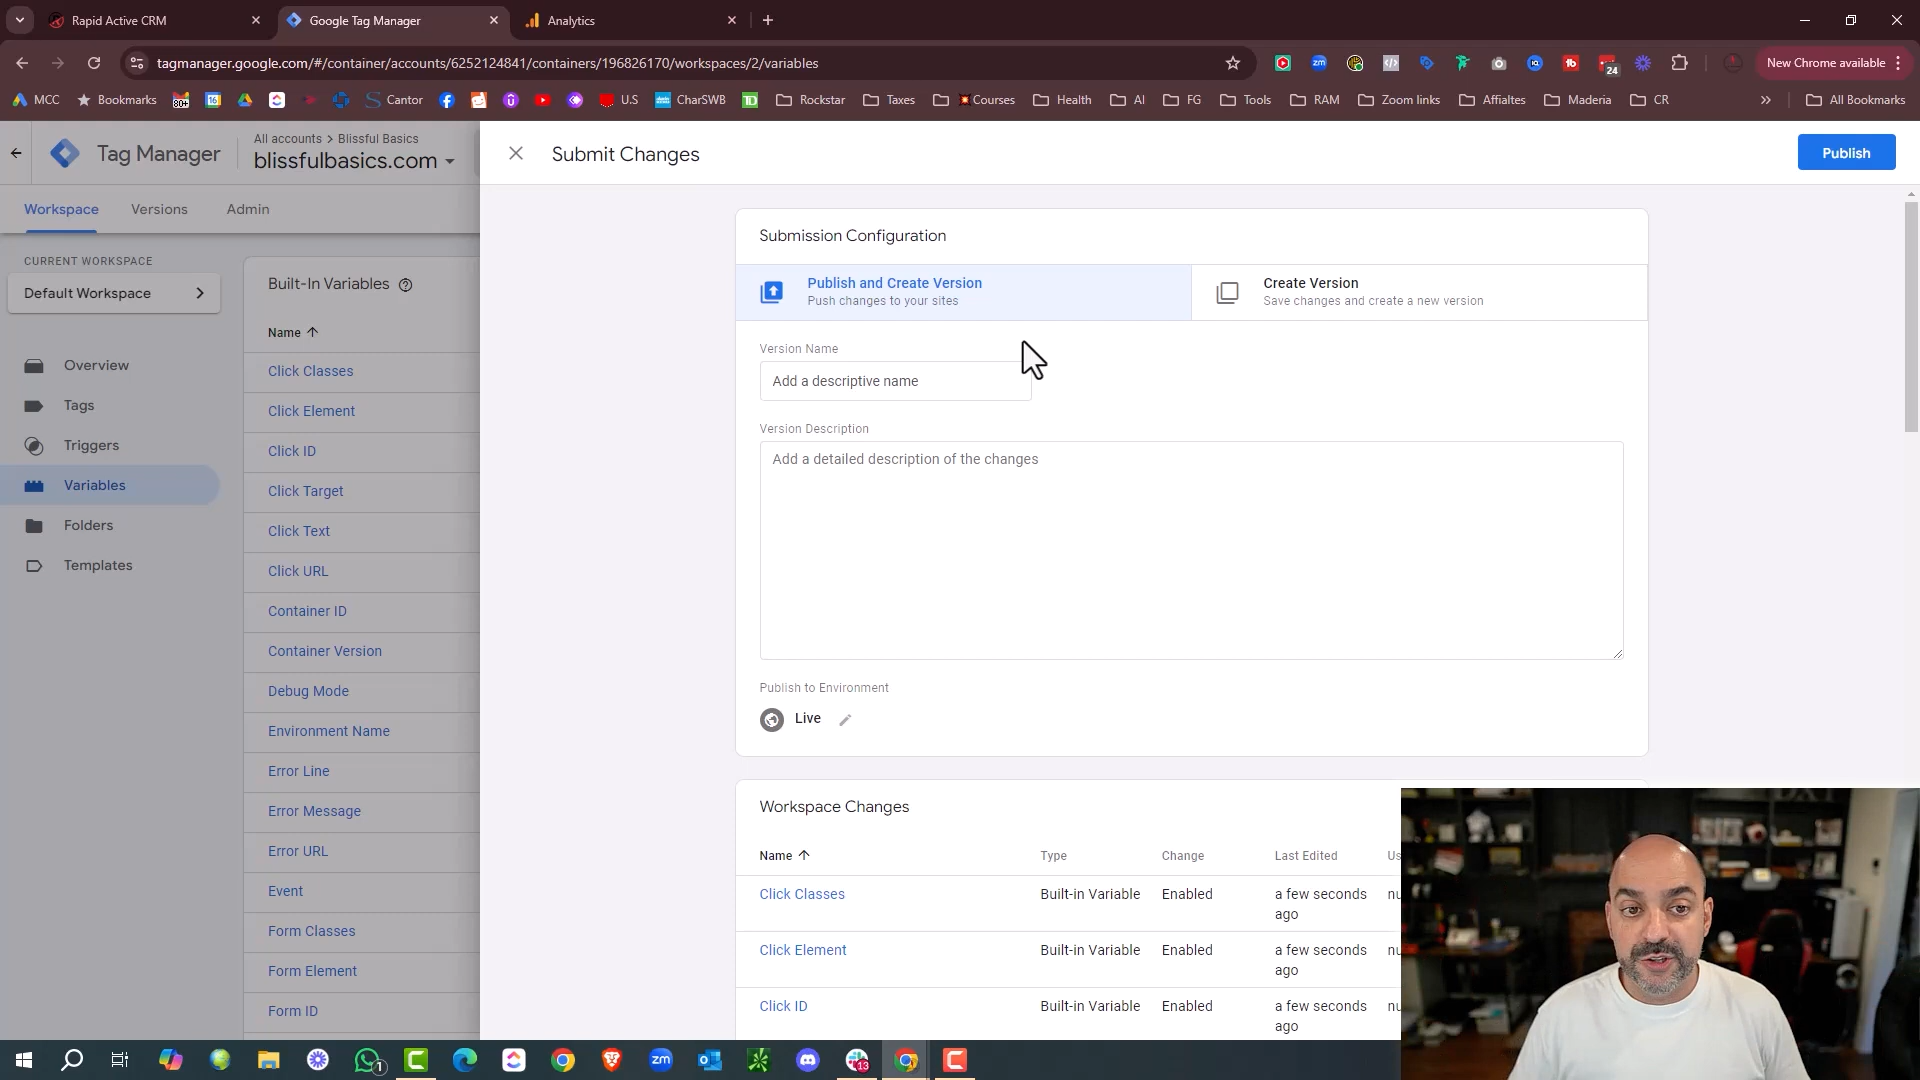 Rapid Active CRM
Google Tag Manager
Analytics
tagmanager.google.com/#/container/accounts/6252124841/containers/196826170/workspaces/2/variables
24
New Chrome available
MCC
Bookmarks
80+
16
Cantor
U.S
CharSWB
Rockstar
Taxes
Courses
Health
AI
FG
Tools
RAM
Zoom links
Affialtes
Maderia
CR
All Bookmarks
Tag Manager
All accounts > Blissful Basics
blissfulbasics.com
Submit Changes
Publish
Workspace
Versions
Admin
CURRENT WORKSPACE
Default Workspace
Overview
Tags
Triggers
Variables
Folders
Templates
Built-In Variables
Name
Click Classes
Click Element
Click ID
Click Target
Click Text
Click URL
Container ID
Container Version
Debug Mode
Environment Name
Error Line
Error Message
Error URL
Event
Form Classes
Form Element
Form ID
Submission Configuration
Publish and Create Version
Push changes to your sites
Create Version
Save changes and create a new version
Version Name
Add a descriptive name
Version Description
Add a detailed description of the changes
Publish to Environment
Live
Workspace Changes
Name Type Change Last Edited
Click Classes Built-in Variable Enabled a few seconds
ago
Click Element Built-in Variable Enabled a few seconds
ago
Click ID Built-in Variable Enabled a few seconds
ago
1
zm
13